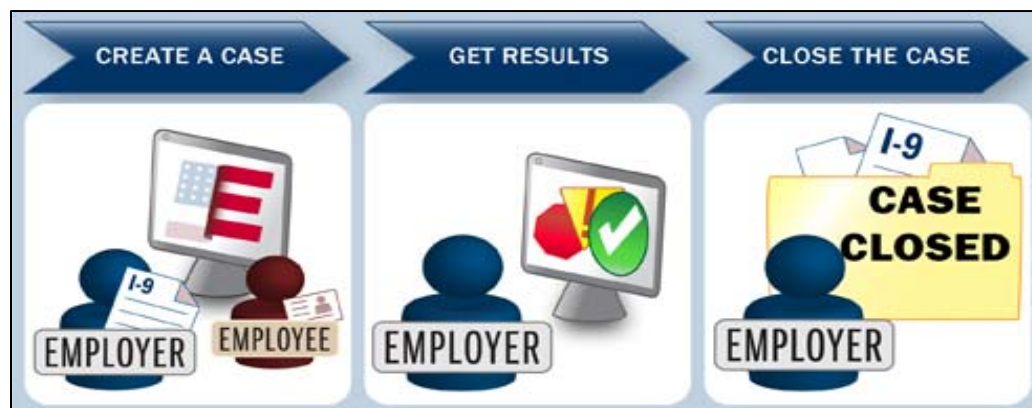 CREATE A CASE
GET RESULTS
CLOSE THE CASE
I-9
EMPLOYER
EMPLOYEE
!
EMPLOYER
I-9
CASE
CLOSED
EMPLOYER